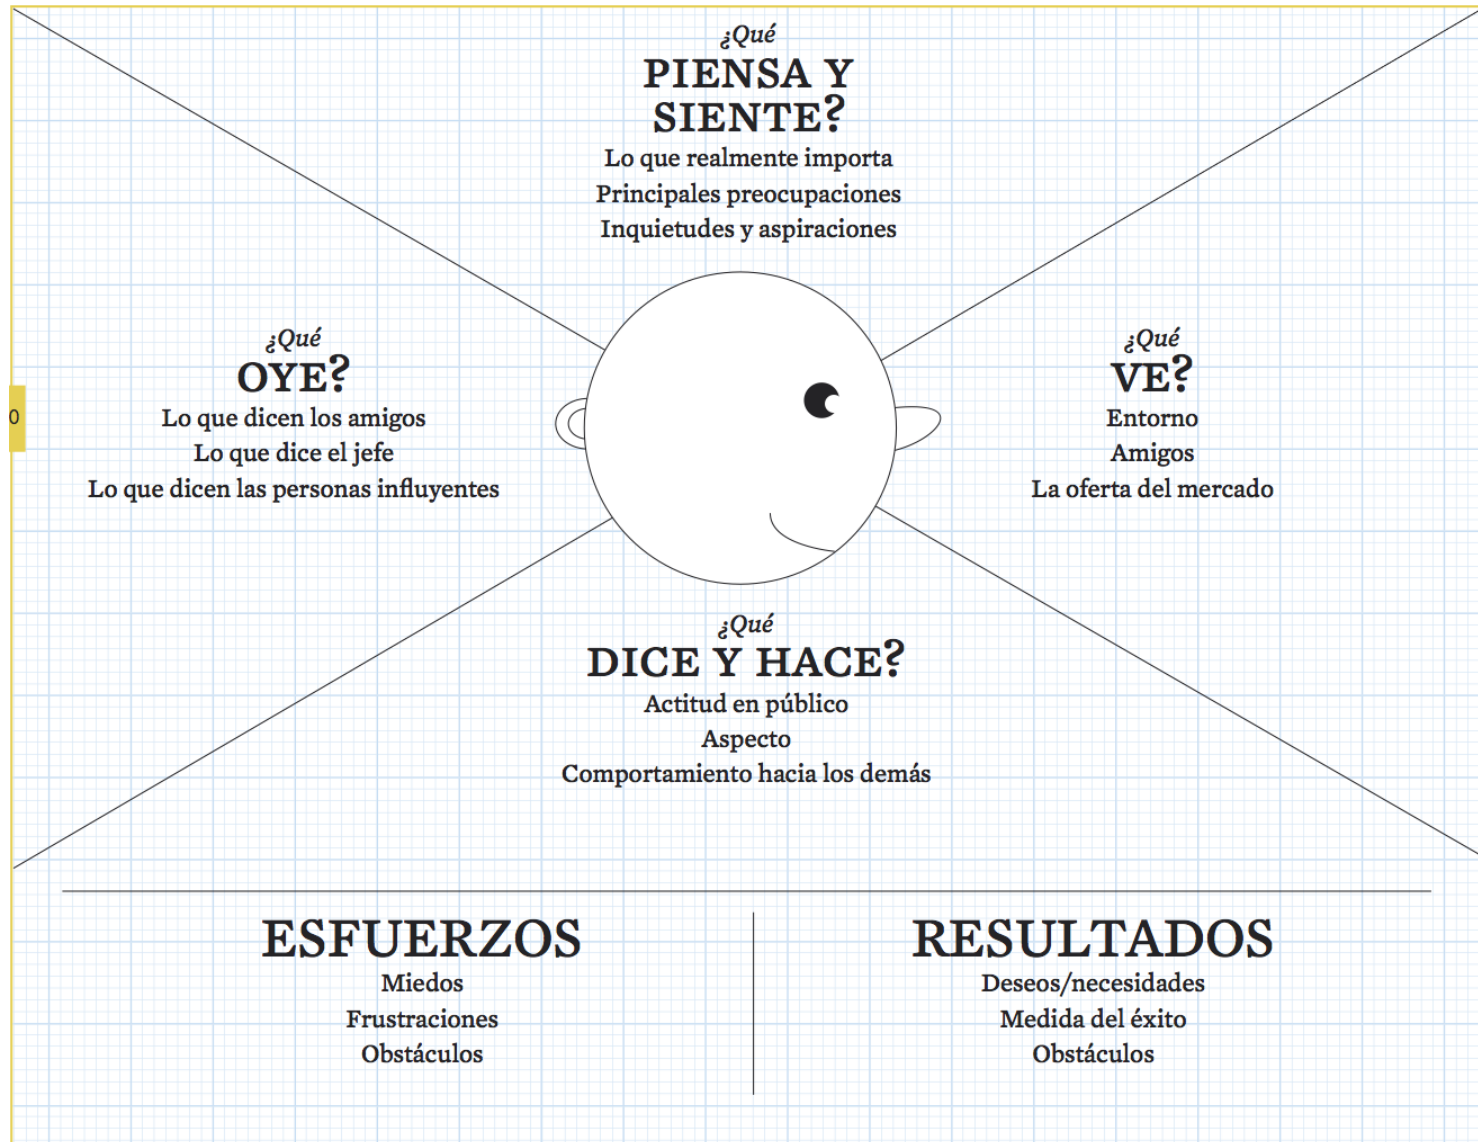 ¿Qué
PIENSA Y
SIENTE?
Lo que realmente importa
Principales preocupaciones
Inquietudes y aspiraciones
¿Qué
OYE?
Lo que dicen los amigos
Lo que dice el jefe
Lo que dicen las personas influyentes
¿Qué
VE?
Entorno
Amigos
La oferta del mercado
0
¿Qué
DICE Y HACE?
Actitud en público
Aspecto
Comportamiento hacia los demás
ESFUERZOS
Miedos
Frustraciones
Obstáculos
RESULTADOS
Deseos/necesidades
Medida del éxito
Obstáculos